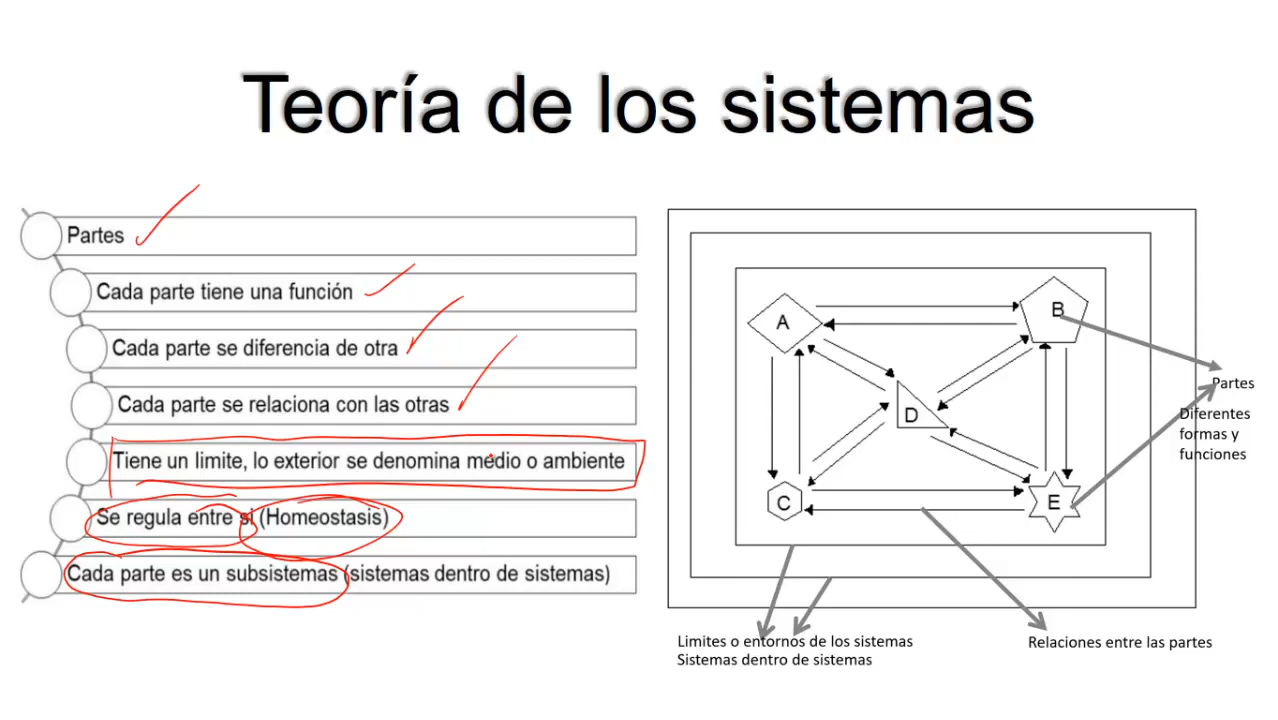 Teoría de los sistemas
Partes
Cada parte tiene una función
Cada parte se diferencia de otra
Cada parte se relaciona con las otras
Tiene un limite, lo exterior se denomina medio o ambiente
Se regula entre si (Homeostasis)
Cada parte es un subsistemas (sistemas dentro de sistemas)
A
B
D
C
E
Partes
Diferentes
formas y
funciones
Limites o entornos de los sistemas
Sistemas dentro de sistemas
Relaciones entre las partes